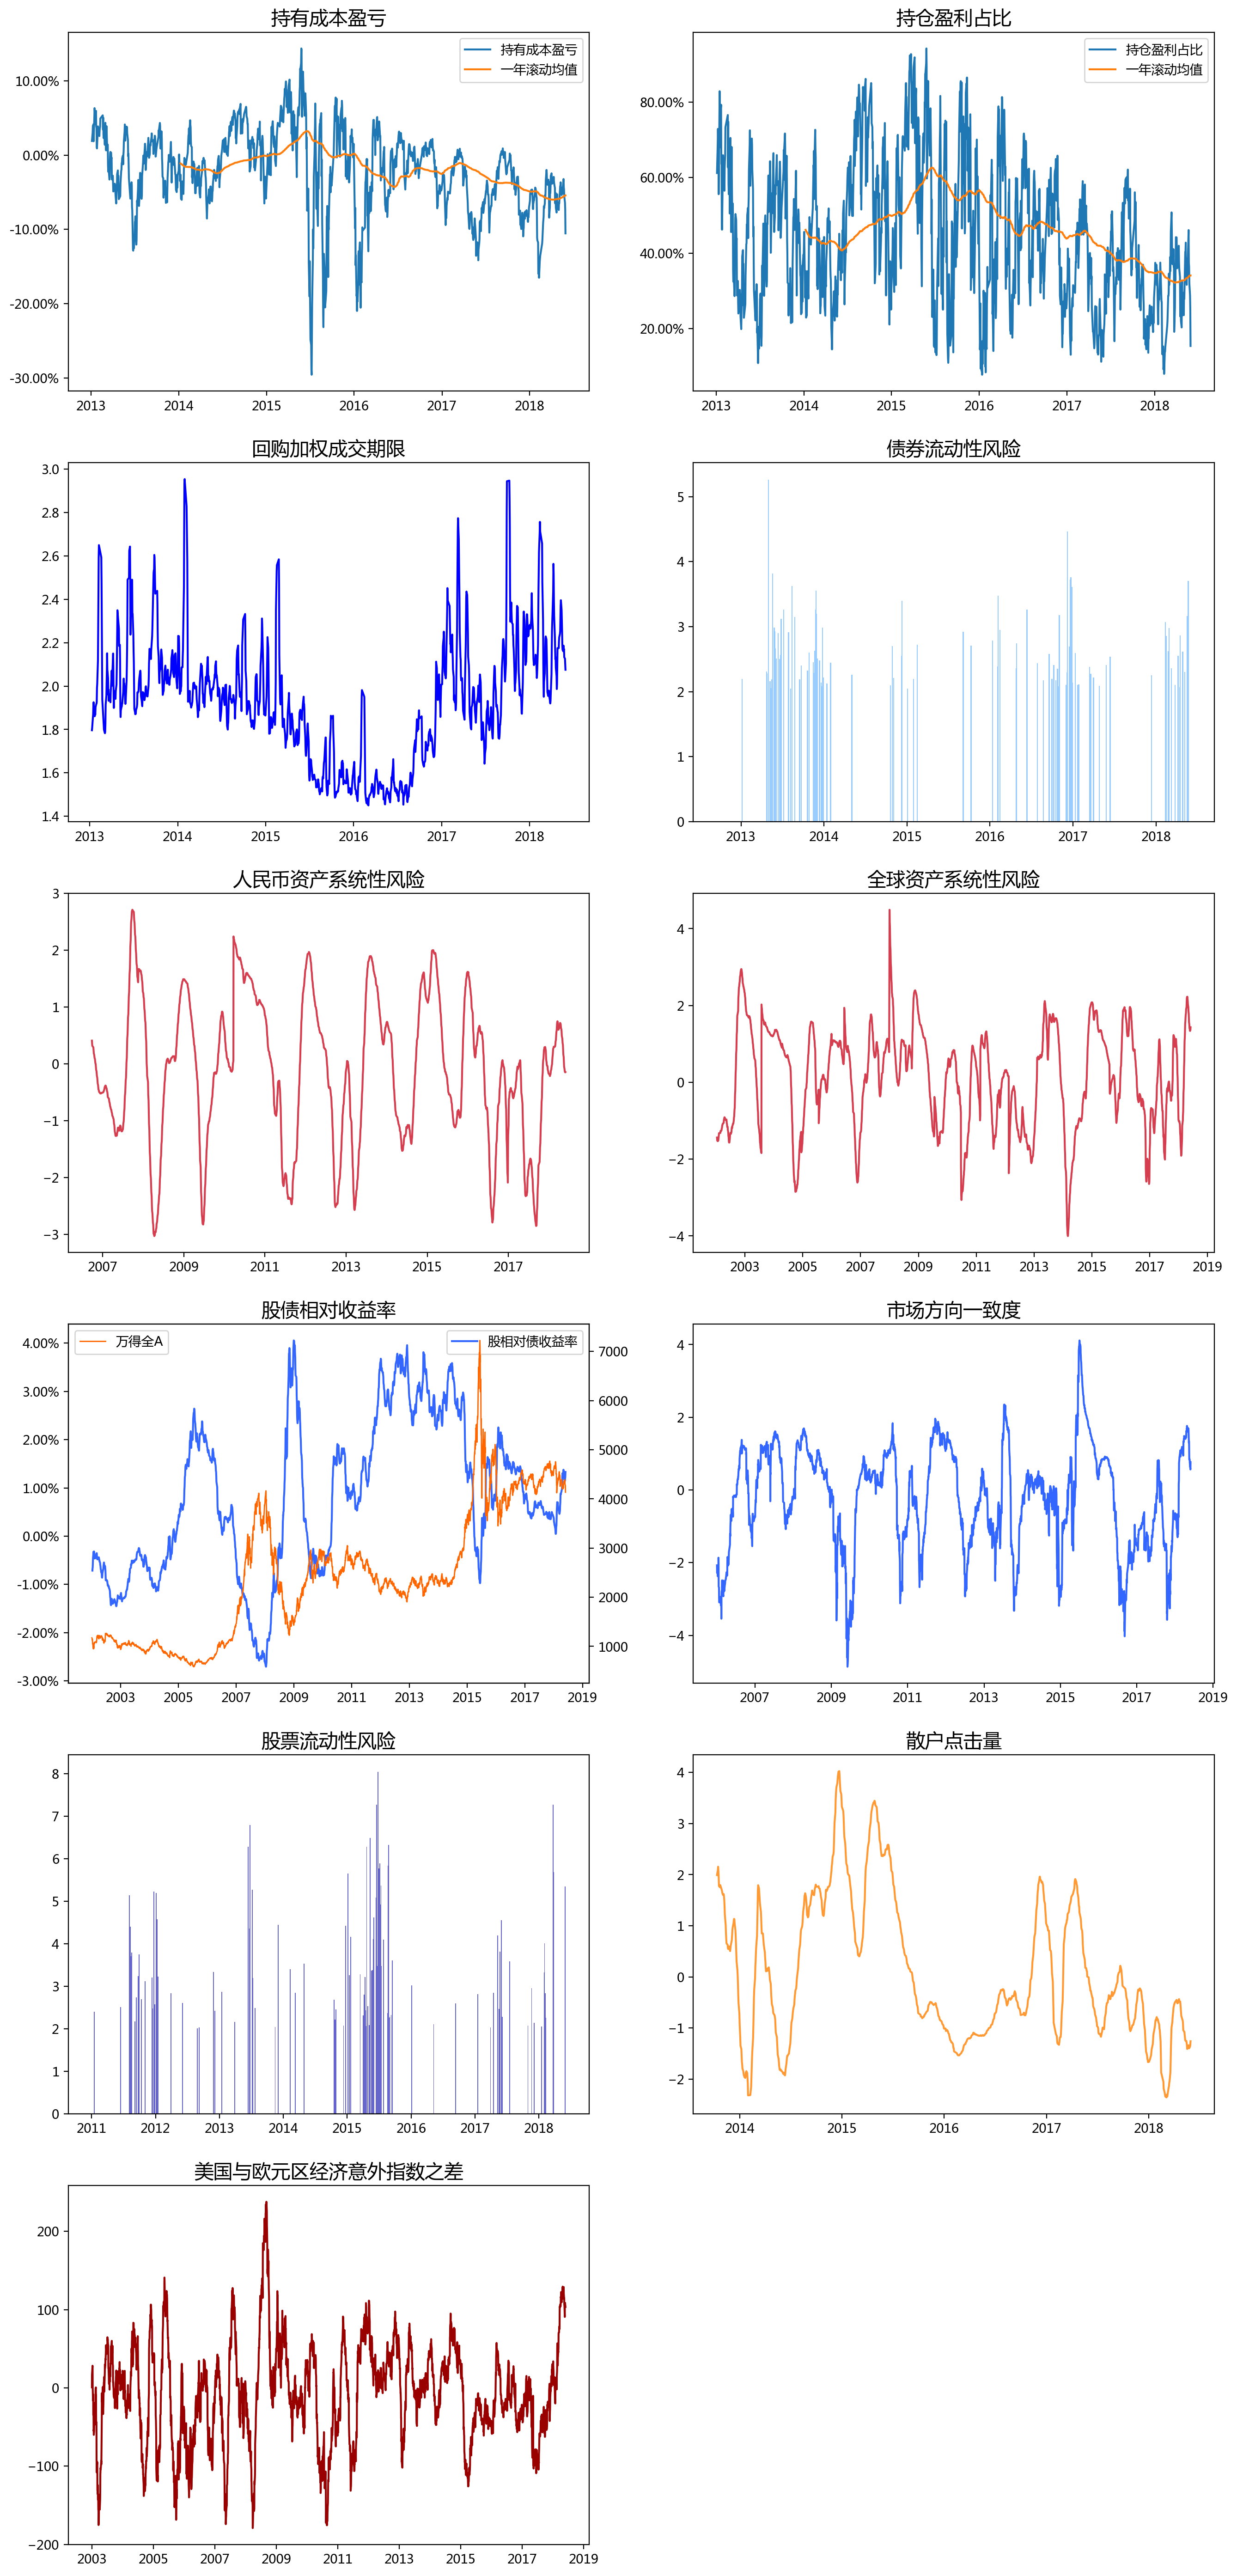 持有成本盈亏
持有成本盈亏
一年滚动均值
10.00%
0.00%
-10.00%
-20.00%
-30.00%
2013 2014 2015 2016 2017 2018
持仓盈利占比
持仓盈利占比
一年滚动均值
80.00%
60.00%
40.00%
20.00%
2013 2014 2015 2016 2017 2018
回购加权成交期限
3.0
2.8
2.6
2.4
2.2
2.0
1.8
1.6
1.4
2013 2014 2015 2016 2017 2018
债券流动性风险
5
4
3
2
1
0
2013 2014 2015 2016 2017 2018
人民币资产系统性风险
3
2
1
0
−1
−2
−3
2007 2009 2011 2013 2015 2017
全球资产系统性风险
4
2
0
−2
−4
2003 2005 2007 2009 2011 2013 2015 2017 2019
股债相对收益率
万得全A
股相对债收益率
4.00%
3.00%
2.00%
1.00%
0.00%
-1.00%
-2.00%
-3.00%
7000
6000
5000
4000
3000
2000
1000
2003 2005 2007 2009 2011 2013 2015 2017 2019
市场方向一致度
4
2
0
−2
−4
2007 2009 2011 2013 2015 2017 2019
股票流动性风险
8
7
6
5
4
3
2
1
0
2011 2012 2013 2014 2015 2016 2017 2018
散户点击量
4
3
2
1
0
−1
−2
2014 2015 2016 2017 2018
美国与欧元区经济意外指数之差
200
100
0
−100
−200
2003 2005 2007 2009 2011 2013 2015 2017 2019